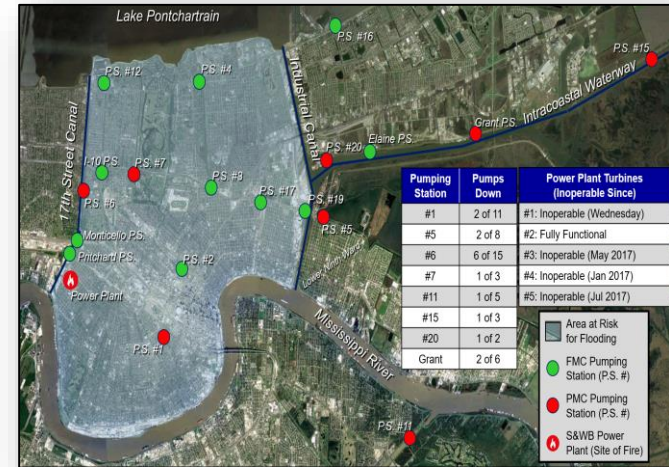 Lake Pontchartrain
P.S. #16
P.S. #15
P.S. #12
P.S. #4
Industrial Canal
Intracoastal Waterway
Grant P.S.
P.S. #20
Elaine P.S.
17th Street Canal
I-10 P.S.
P.S. #7
P.S. #3
P.S. #6
P.S. #17
P.S. #19
P.S. #5
Lower Ninth Ward
Monticello P.S.
Pritchard P.S.
P.S. #2
Power Plant
P.S. #1
Mississippi River
P.S. #11
Pumping Station Pumps Down Power Plant Turbines (Inoperable Since)
#1 2 of 11 #1: Inoperable (Wednesday)
#5 2 of 8 #2: Fully Functional
#6 6 of 15 #3: Inoperable (May 2017)
#7 1 of 3 #4: Inoperable (Jan 2017)
#11 1 of 5 #5: Inoperable (Jul 2017)
#15 1 of 3
#20 1 of 2
Grant 2 of 6
Area at Risk
for Flooding
FMC Pumping
Station (P.S. #)
PMC Pumping
Station (P.S. #)
S&WB Power
Plant (Site of Fire)